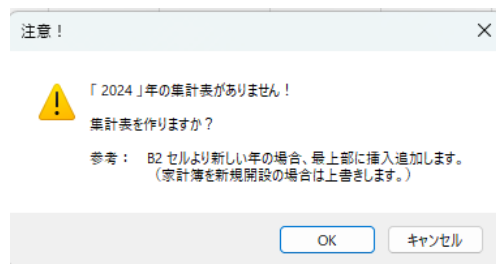 注意！
「 2024 」年の集計表がありません！
集計表を作りますか？
参考： B2 セルより新しい年の場合、最上部に挿入追加します。
（家計簿を新規開設の場合は上書きします。）
OK キャンセル